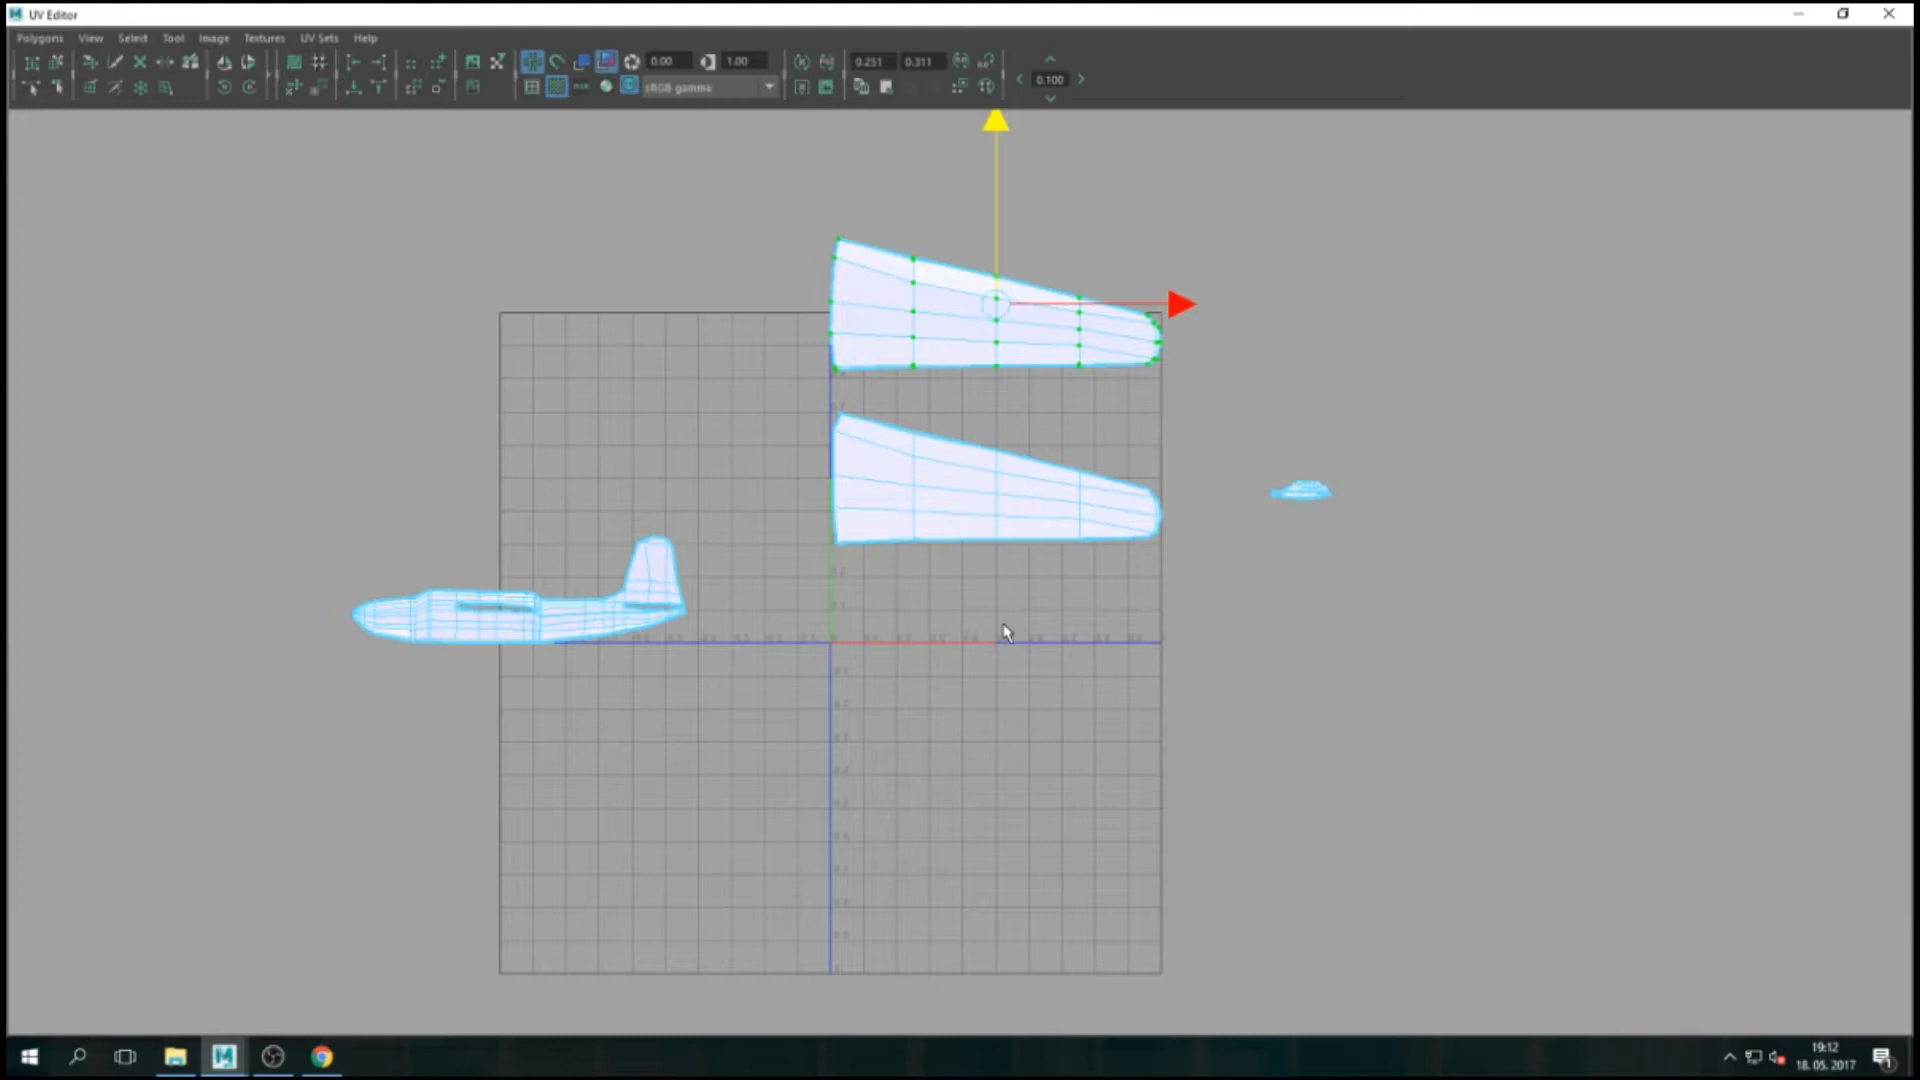 UV Editor
Polygons View Select Tool Image Textures UV Sets Help
0.00 1.00 0.251 0.311
sRGB gamma 0.100
19:12
18. 05. 2017